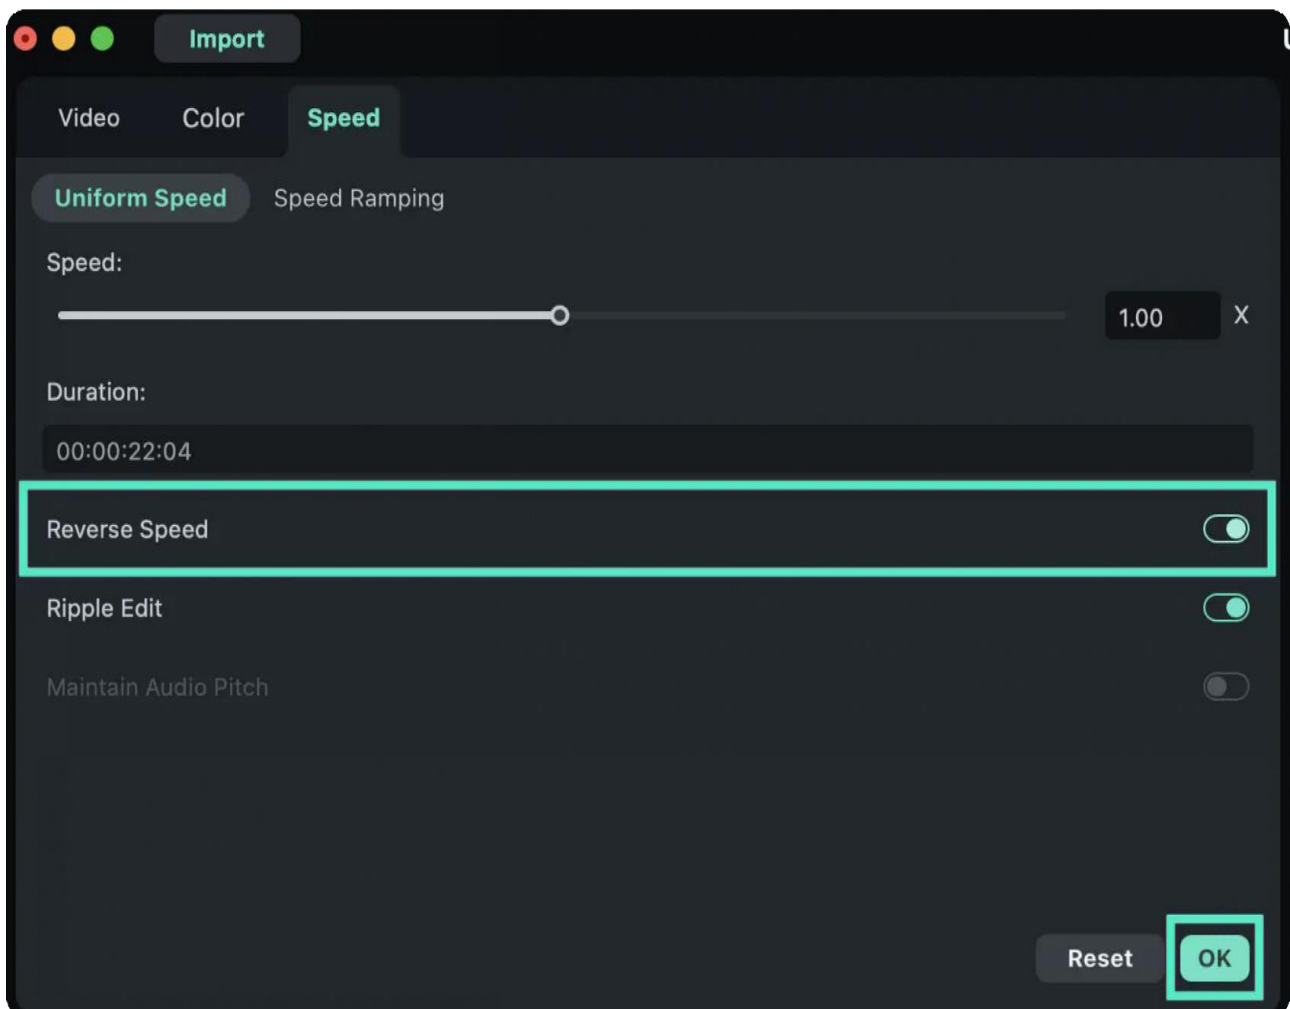 Import
Video Color Speed
Uniform Speed Speed Ramping
Speed:
1.00 X
Duration:
00:00:22:04
Reverse Speed
Ripple Edit
Maintain Audio Pitch
Reset OK